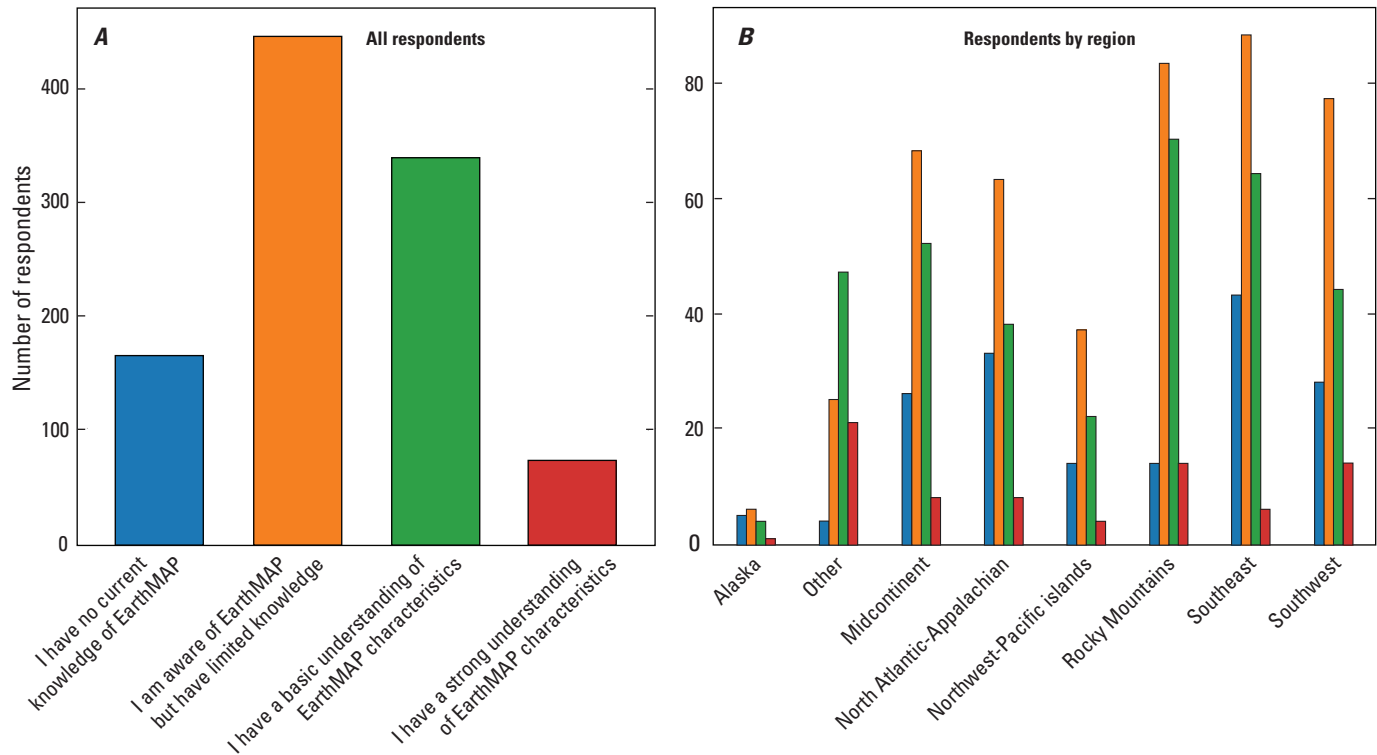 A
All respondents
Number of respondents
400
300
200
100
0
I have no current
knowledge of EarthMAP
I am aware of EarthMAP
but have limited knowledge
I have a basic understanding of
EarthMAP characteristics
I have a strong understanding
of EarthMAP characteristics
B
Respondents by region
80
60
40
20
0
Alaska
Other
Midcontinent
North Atlantic-Appalachian
Northwest-Pacific islands
Rocky Mountains
Southeast
Southwest